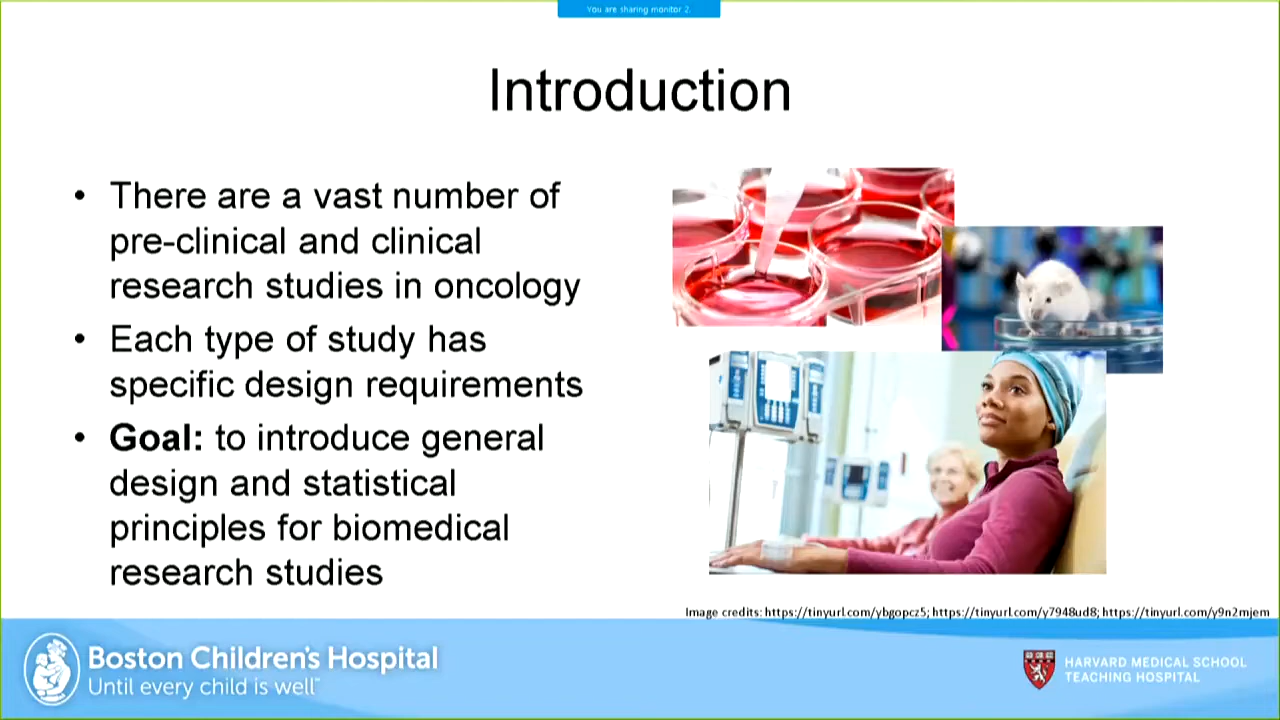 You are sharing monitor 2.
Introduction
• There are a vast number of
pre-clinical and clinical
research studies in oncology
• Each type of study has
specific design requirements
• Goal: to introduce general
design and statistical
principles for biomedical
research studies
Image credits: https://tinyurl.com/ybgopcz5; https://tinyurl.com/y7948ud8; https://tinyurl.com/y9n2mjem
Boston Children's Hospital
Until every child is well™
HARVARD MEDICAL SCHOOL
TEACHING HOSPITAL